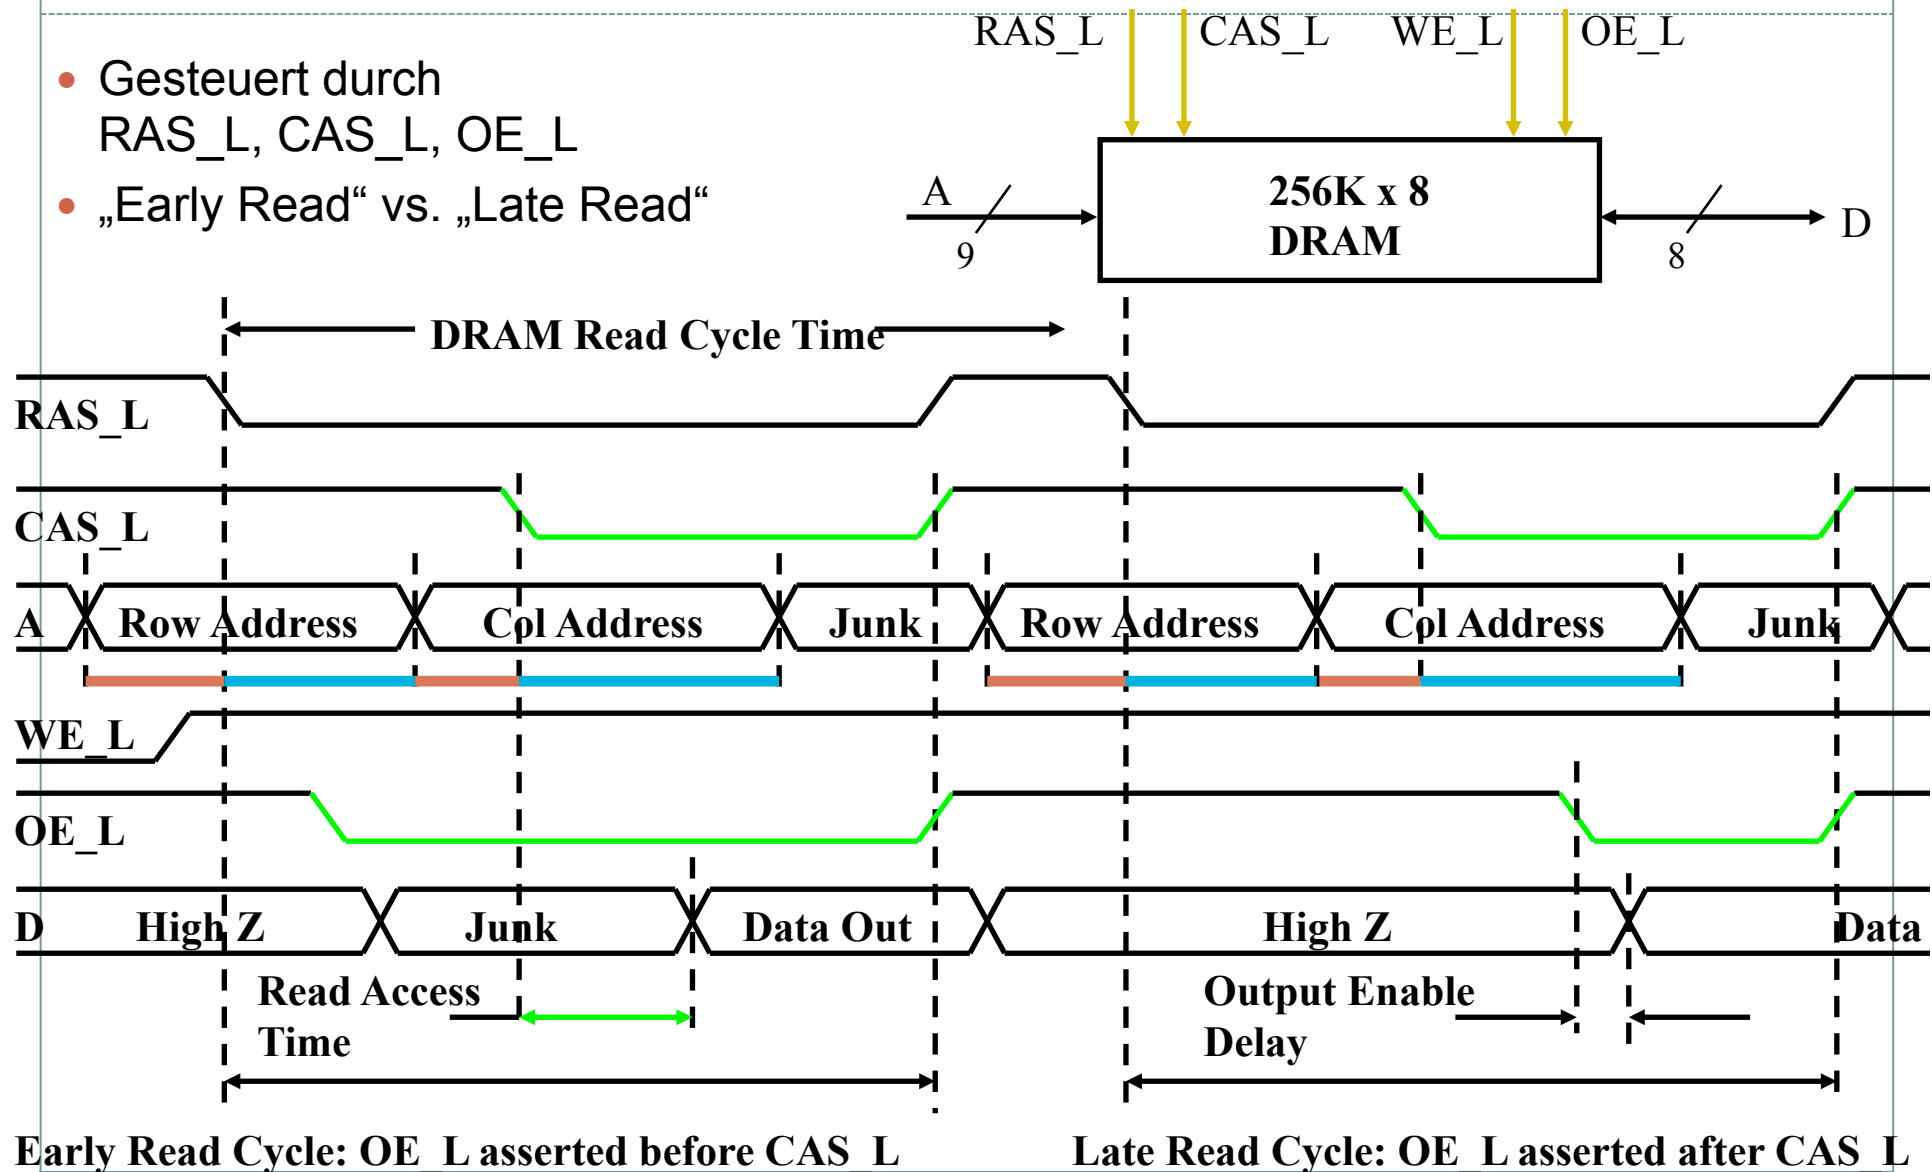 RAS_L CAS_L WE_L OE_L
• Gesteuert durch
RAS_L, CAS_L, OE_L
• „Early Read“ vs. „Late Read“
A
9
256K x 8
DRAM
8
D
DRAM Read Cycle Time
RAS_L
CAS_L
A Row Address Col Address Junk Row Address Col Address Junk
WE_L
OE_L
D High Z Junk Data Out High Z Data
Read Access
Time
Output Enable
Delay
Early Read Cycle: OE_L asserted before CAS_L
Late Read Cycle: OE_L asserted after CAS_L